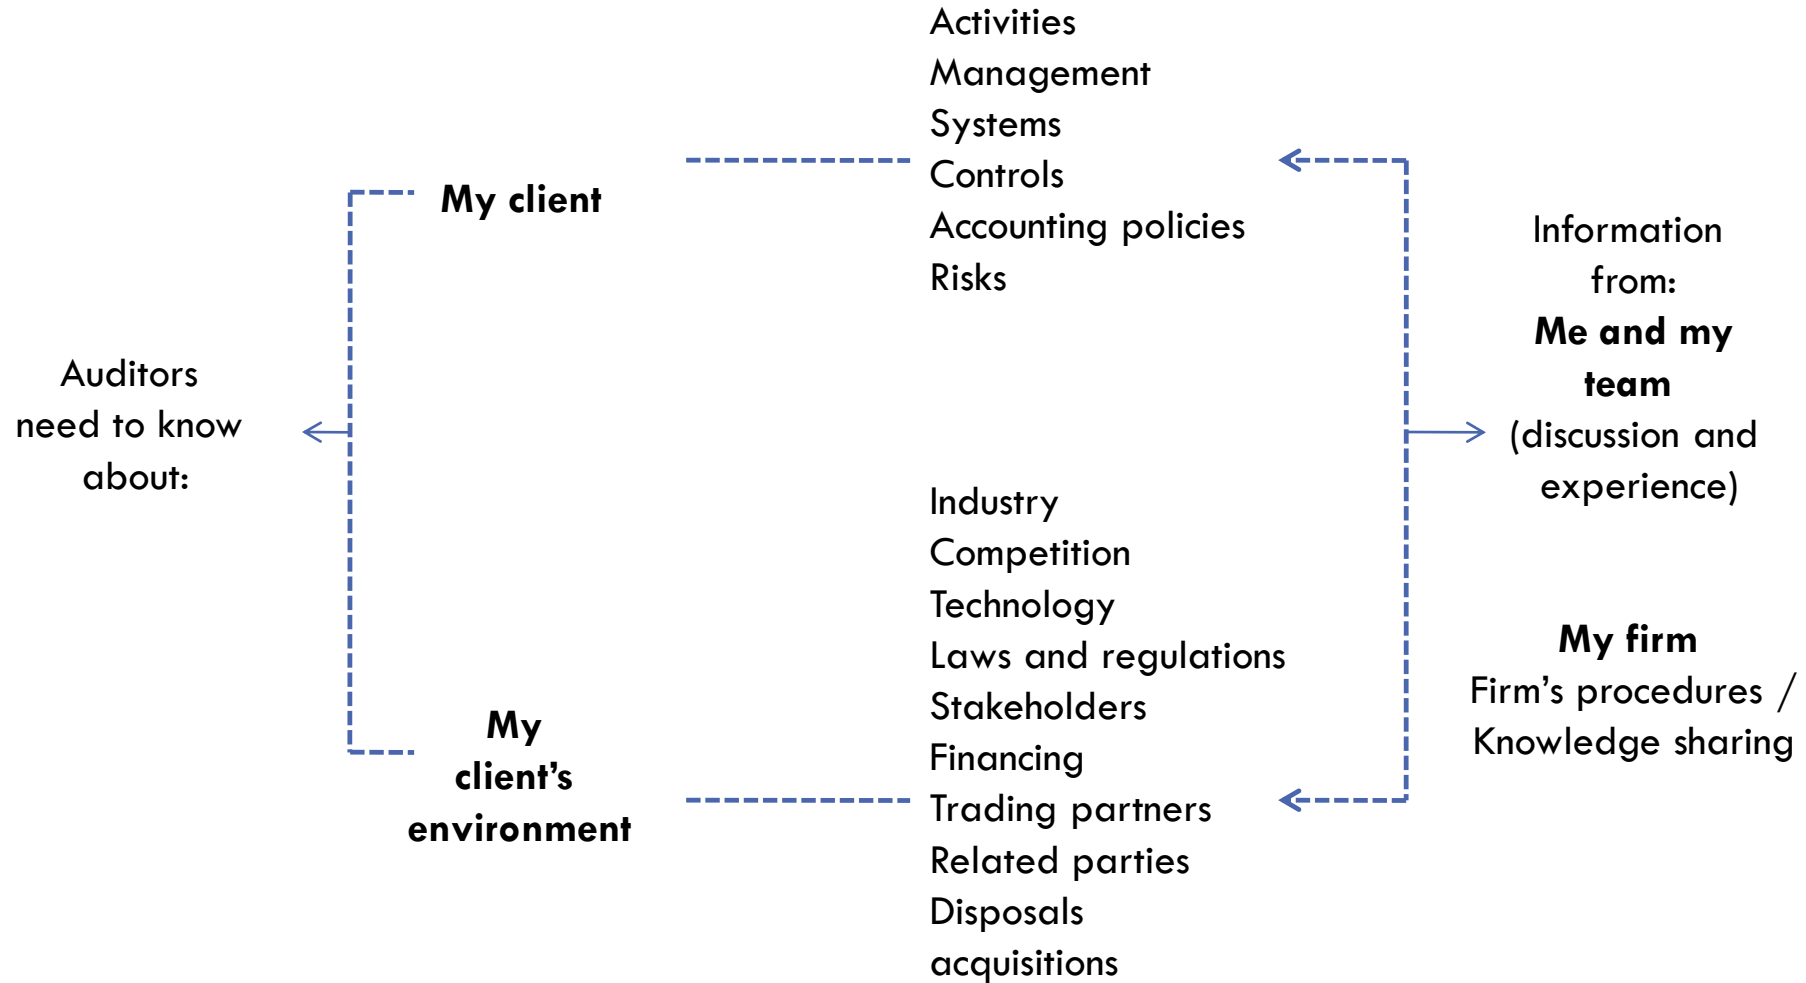 Auditors
need to know
about:
My client
My
client's
environment
Activities
Management
Systems
Controls
Accounting policies
Risks
Industry
Competition
Technology
Laws and regulations
Stakeholders
Financing
Trading partners
Related parties
Disposals
acquisitions
Information
from:
Me and my
team
(discussion and
experience)
My firm
Firm’s procedures /
Knowledge sharing